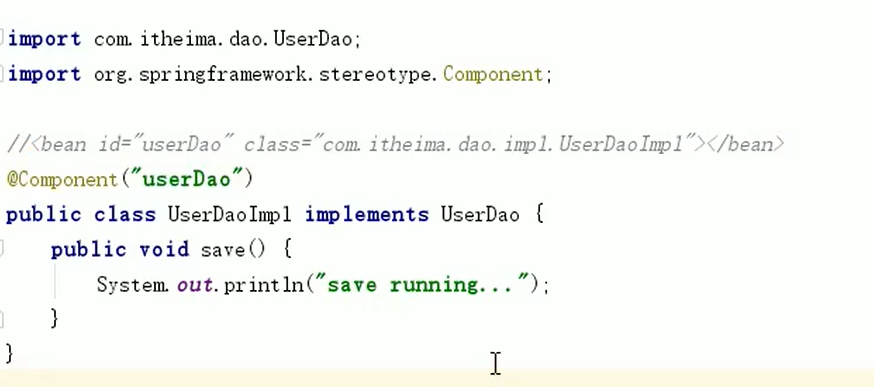 import com.itheima.dao.UserDao;
import org.springframework.stereotype.Component;
//<bean id="userDao" class="com.itheima.dao.impl.UserDaoImpl"></bean>
@Component("userDao")
public class UserDaoImpl implements UserDao {
public void save() {
System.out.println("save running...");
}
}